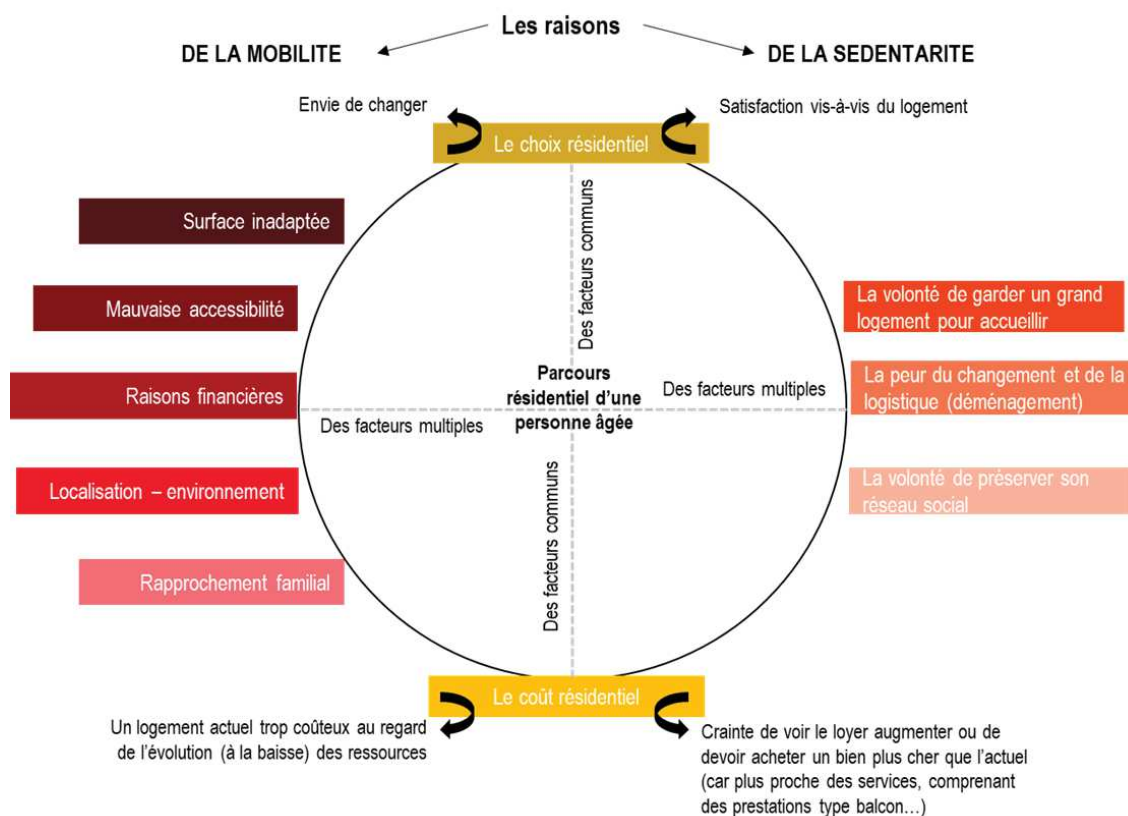 Les raisons
DE LA MOBILITE
DE LA SEDENTARITE
Envie de changer
Satisfaction vis-à-vis du logement
Le choix résidentiel
Surface inadaptée
Mauvaise accessibilité
Raisons financières
Localisation – environnement
Rapprochement familial
Des facteurs communs
Parcours
résidentiel d'une
personne âgée
Des facteurs multiples
Des facteurs multiples
Des facteurs communs
La volonté de garder un grand
logement pour accueillir
La peur du changement et de la
logistique (déménagement)
La volonté de préserver son
réseau social
Le coût résidentiel
Un logement actuel trop coûteux au regard
de l'évolution (à la baisse) des ressources
Crainte de voir le loyer augmenter ou de
devoir acheter un bien plus cher que l'actuel
(car plus proche des services, comprenant
des prestations type balcon…)